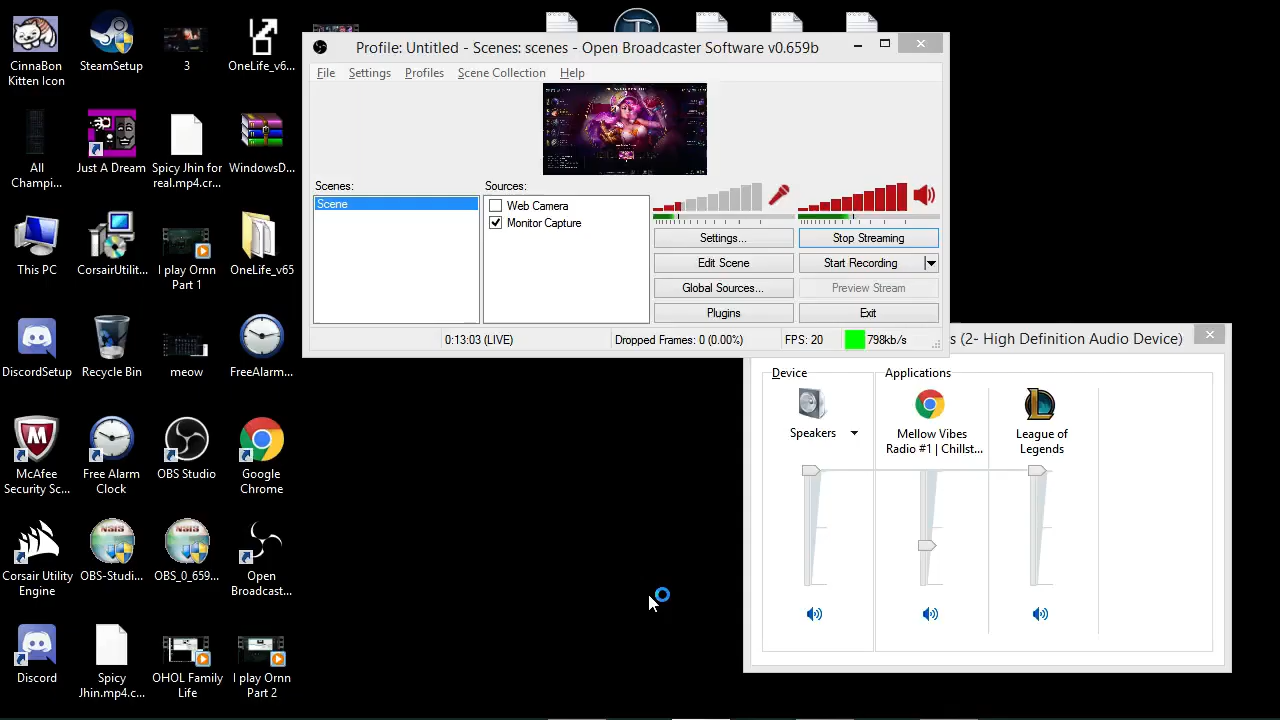 CinnaBon
Kitten Icon
SteamSetup
3
OneLife_v6...
All
Champi...
Just A Dream
Spicy Jhin for
real.mp4.cr...
WindowsD...
This PC
CorsairUtilit...
I play Ornn
Part 1
OneLife_v65
DiscordSetup
Recycle Bin
meow
FreeAlarm...
McAfee
Security Sc...
Free Alarm
Clock
OBS Studio
Google
Chrome
Corsair Utility
Engine
OBS-Studi...
OBS_0_659...
Open
Broadcast...
Discord
Spicy
Jhin.mp4.c...
OHOL Family
Life
I play Ornn
Part 2
Profile: Untitled - Scenes: scenes - Open Broadcaster Software v0.659b
File Settings Profiles Scene Collection Help
Scenes:
Sources:
Scene
Web Camera
Monitor Capture
Settings...
Stop Streaming
Edit Scene
Start Recording
Global Sources...
Preview Stream
Plugins
Exit
0:13:03 (LIVE)
Dropped Frames: 0 (0.00%)
FPS: 20
798kb/s
s (2- High Definition Audio Device)
Device
Applications
Speakers
Mellow Vibes
Radio #1 | Chillst...
League of
Legends